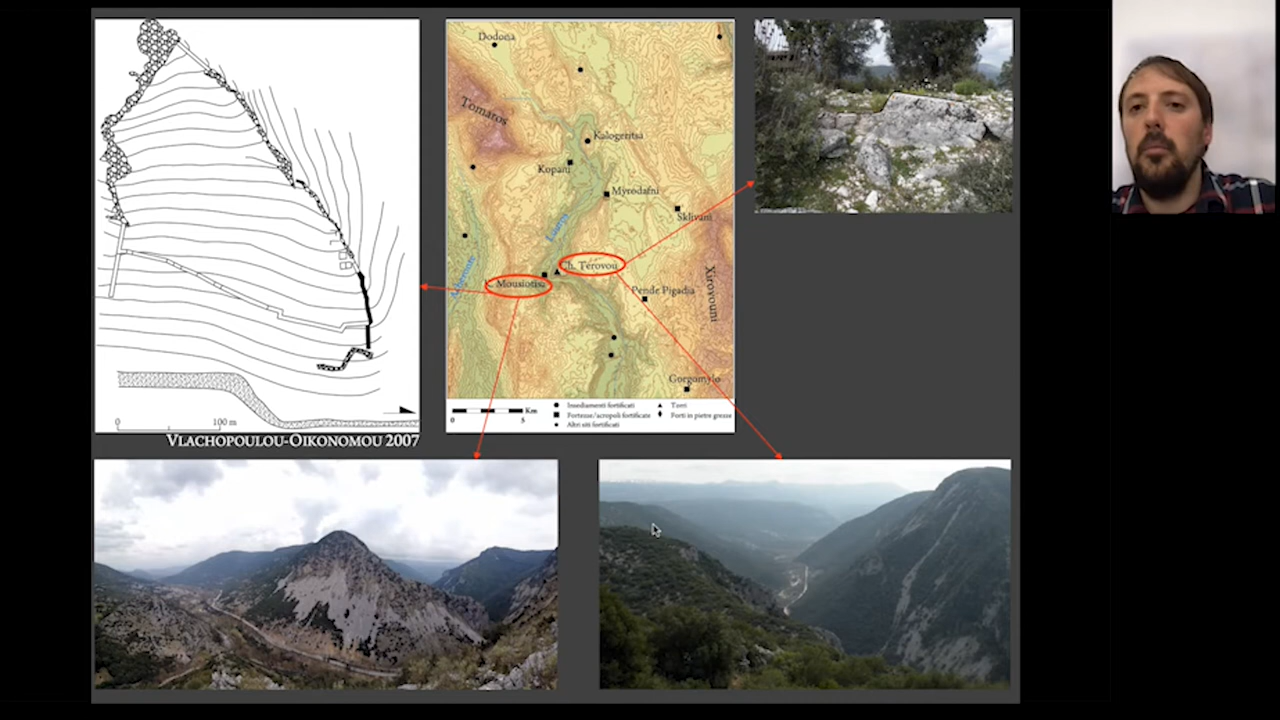 0 100 m
VLACHOPOULOU-OIKONOMOU 2007
Dodona
Tomaros
Kalogeritsa
Kopani
Myrodafni
Sklivani
Ch. Terovou
K. Mousiotisa
Pende Pigadia
Xirovouni
Gorgomylo
Km
0 5
Insediamenti fortificati
Fortezze/acropoli fortificate
Altri siti fortificati
Torri
Forti in pietre grezze